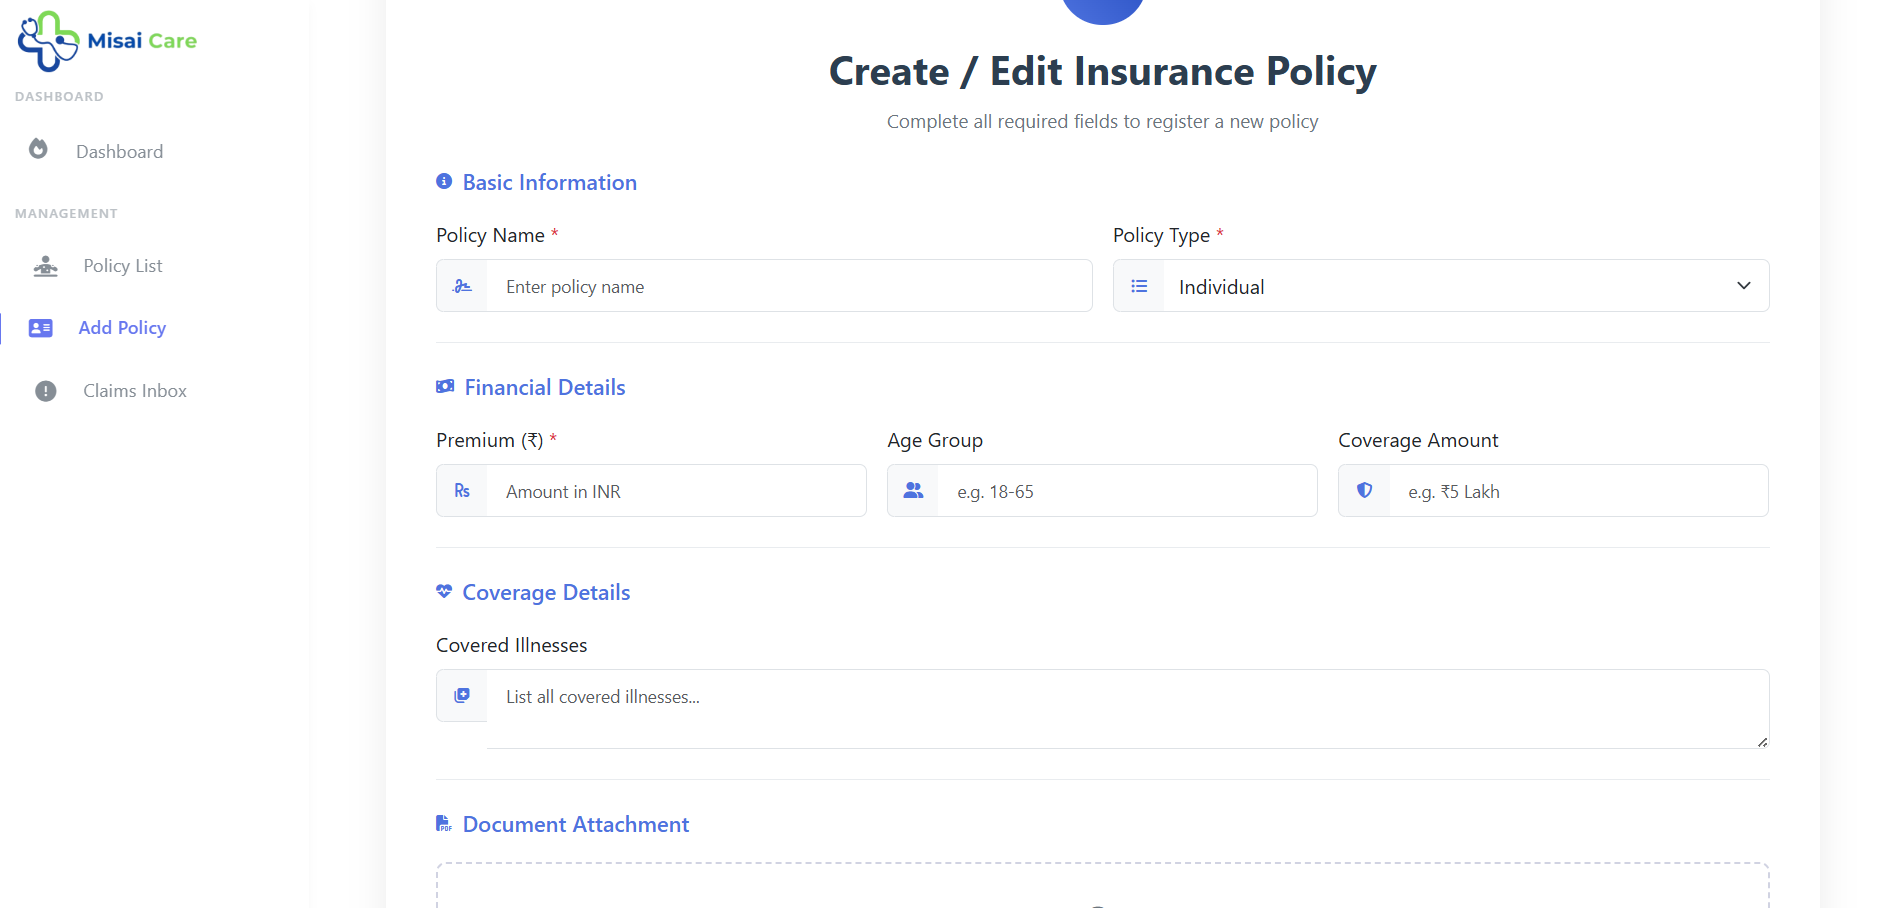 Misai Care
DASHBOARD
Dashboard
MANAGEMENT
Policy List
Add Policy
Claims Inbox
Create / Edit Insurance Policy
Complete all required fields to register a new policy
Basic Information
Policy Name *
Enter policy name
Policy Type *
Individual
Financial Details
Premium (₹) *
Rs
Amount in INR
Age Group
e.g. 18-65
Coverage Amount
e.g. ₹5 Lakh
Coverage Details
Covered Illnesses
List all covered illnesses...
PDF
Document Attachment